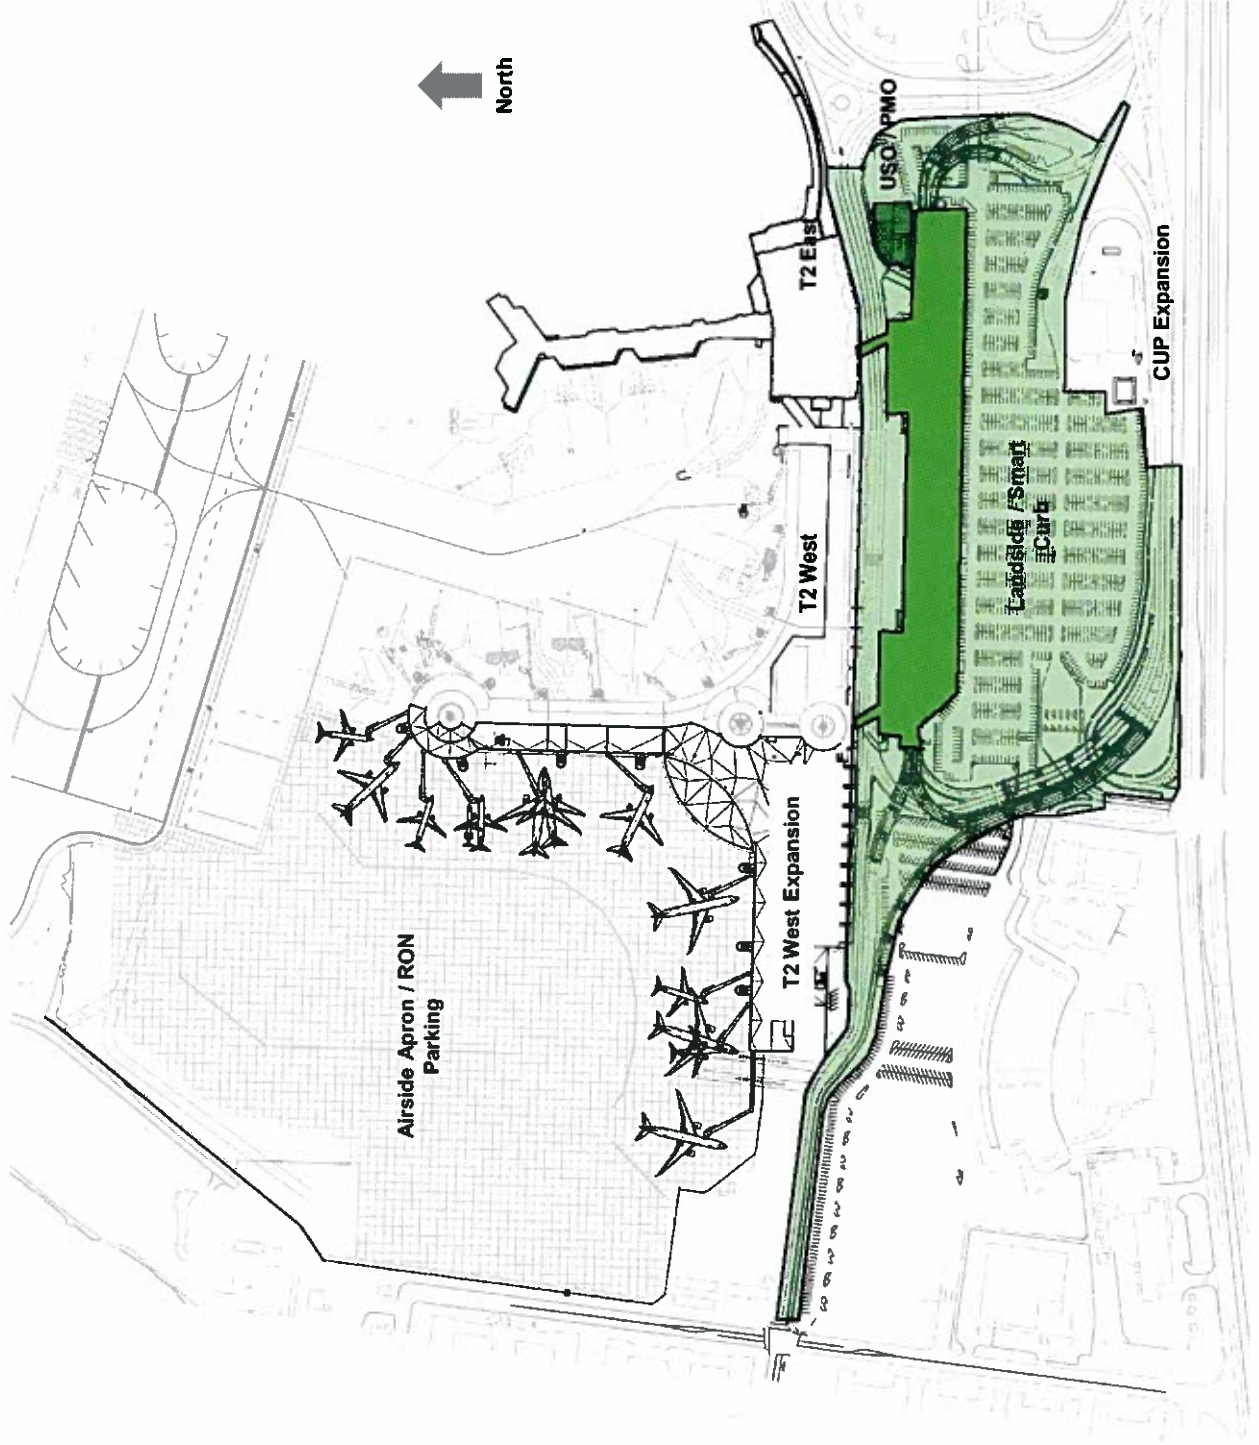 North
USO / PMO
T2 East
CUP Expansion
Landside / Smart
Curb
T2 West
T2 West Expansion
Airside Apron / RON
Parking